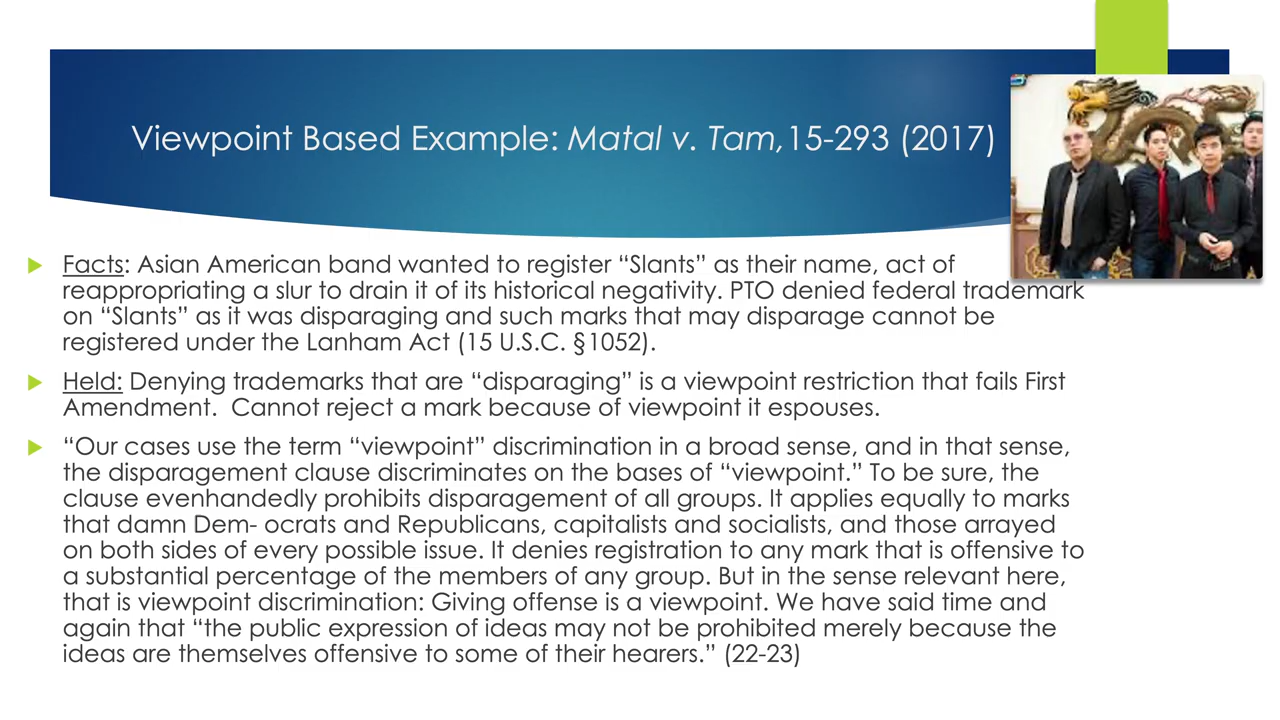 Viewpoint Based Example: Matal v. Tam,15-293 (2017)
Facts: Asian American band wanted to register “Slants” as their name, act of
reappropriating a slur to drain it of its historical negativity. PTO denied federal trademark
on “Slants” as it was disparaging and such marks that may disparage cannot be
registered under the Lanham Act (15 U.S.C. §1052).
Held: Denying trademarks that are “disparaging” is a viewpoint restriction that fails First
Amendment.  Cannot reject a mark because of viewpoint it espouses.
“Our cases use the term “viewpoint” discrimination in a broad sense, and in that sense,
the disparagement clause discriminates on the bases of “viewpoint.” To be sure, the
clause evenhandedly prohibits disparagement of all groups. It applies equally to marks
that damn Dem- ocrats and Republicans, capitalists and socialists, and those arrayed
on both sides of every possible issue. It denies registration to any mark that is offensive to
a substantial percentage of the members of any group. But in the sense relevant here,
that is viewpoint discrimination: Giving offense is a viewpoint. We have said time and
again that “the public expression of ideas may not be prohibited merely because the
ideas are themselves offensive to some of their hearers.” (22-23)